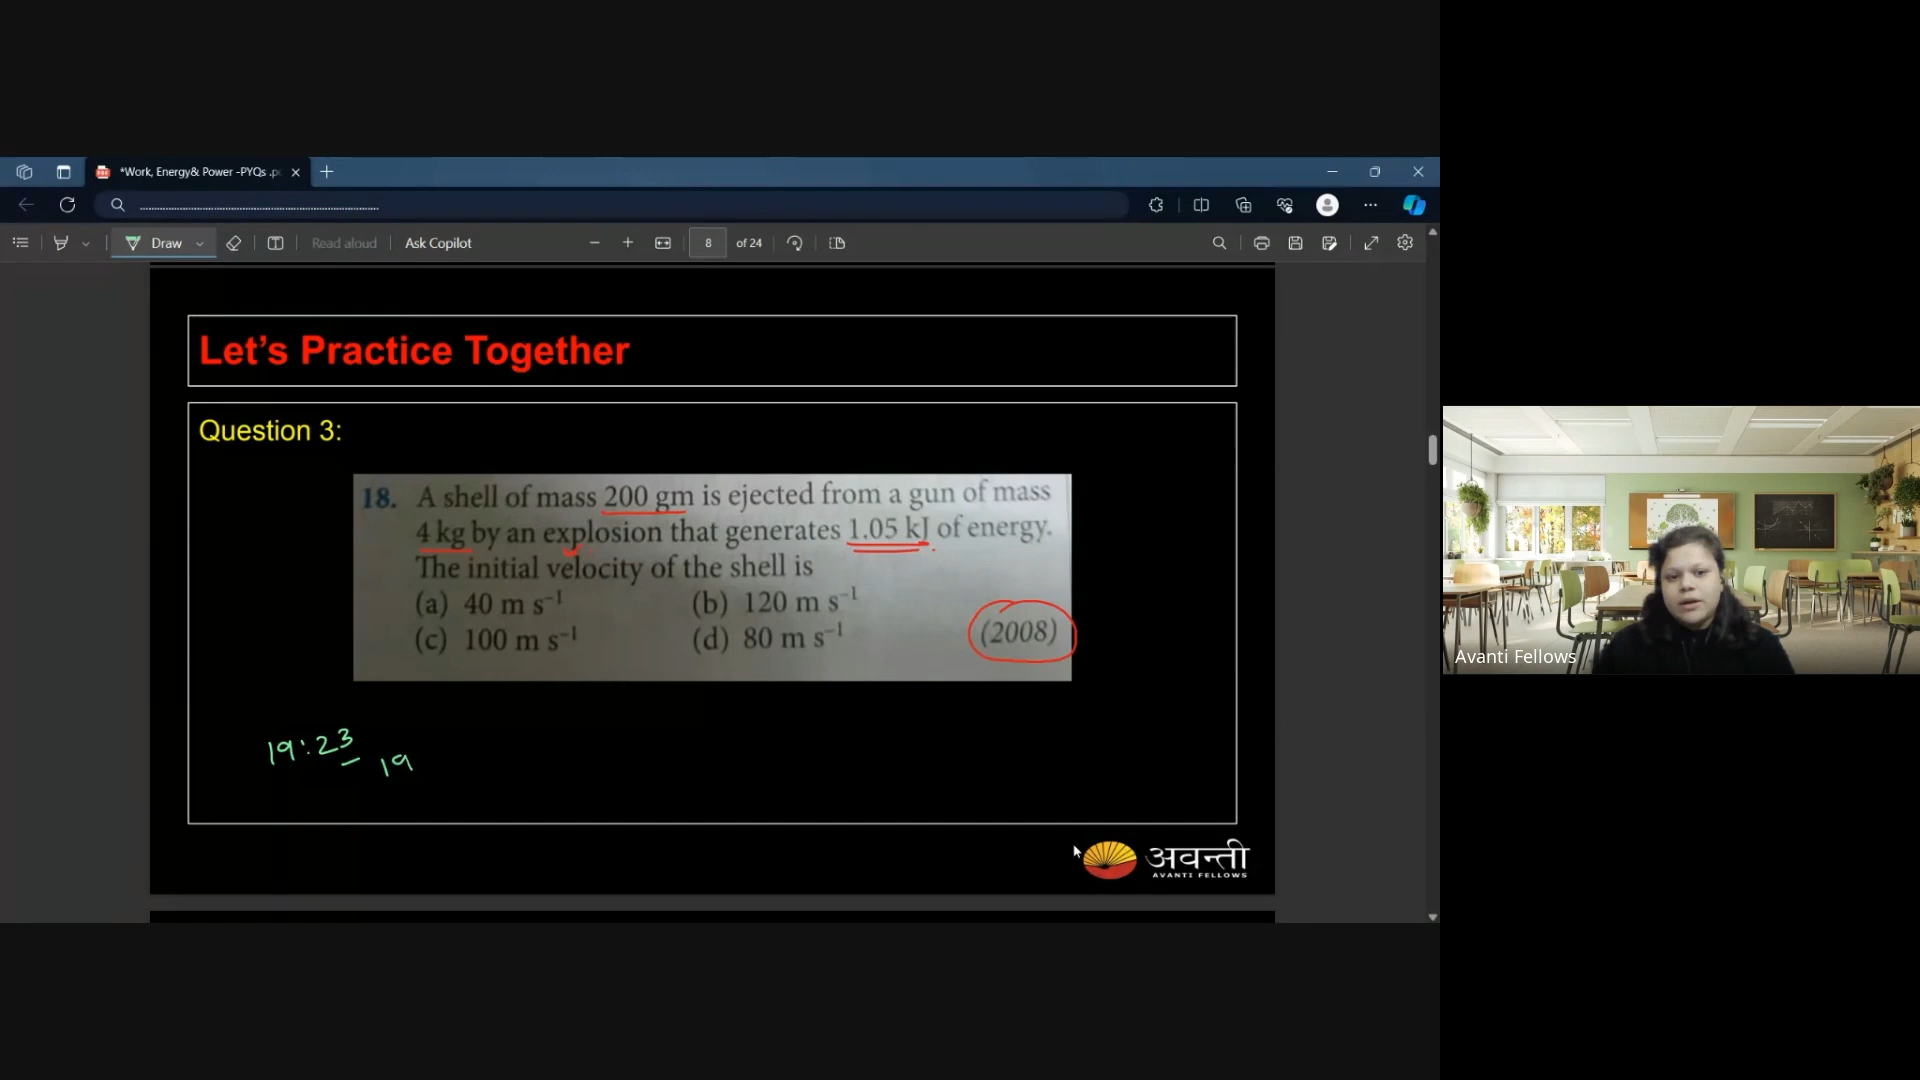 *Work, Energy& Power -PYQs .p
Draw
Read aloud
Ask Copilot
8
of 24
Let's Practice Together
Question 3:
18. A shell of mass 200 gm is ejected from a gun of mass
4 kg by an explosion that generates 1.05 kJ of energy.
The initial velocity of the shell is
(a) 40 m s⁻¹ (b) 120 m s⁻¹
(c) 100 m s⁻¹ (d) 80 m s⁻¹ (2008)
19:23
19
अवन्ती
AVANTI FELLOWS
Avanti Fellows